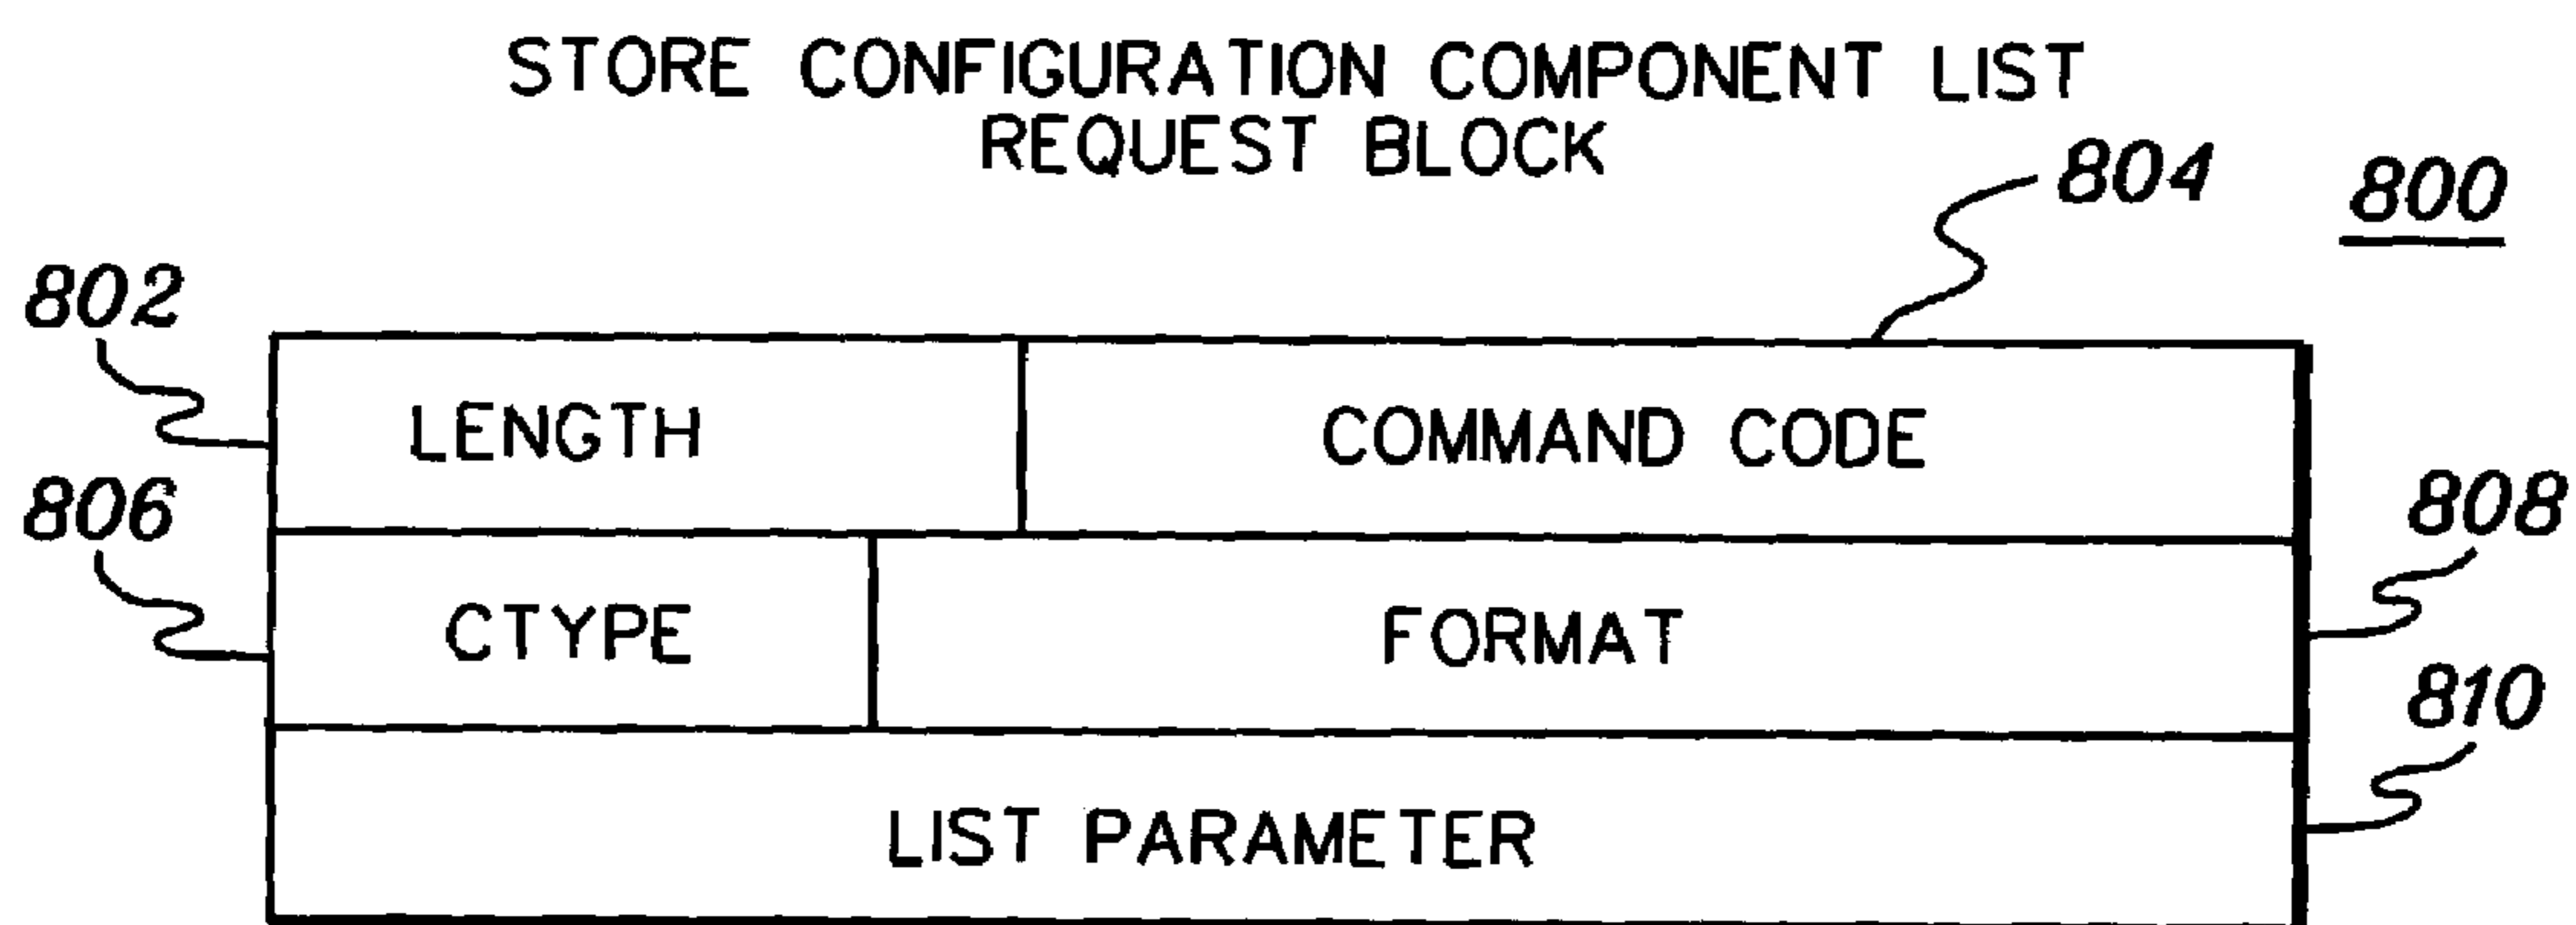 STORE CONFIGURATION COMPONENT LIST
REQUEST BLOCK
804
800
802
LENGTH
COMMAND CODE
806
808
CTYPE
FORMAT
810
LIST PARAMETER